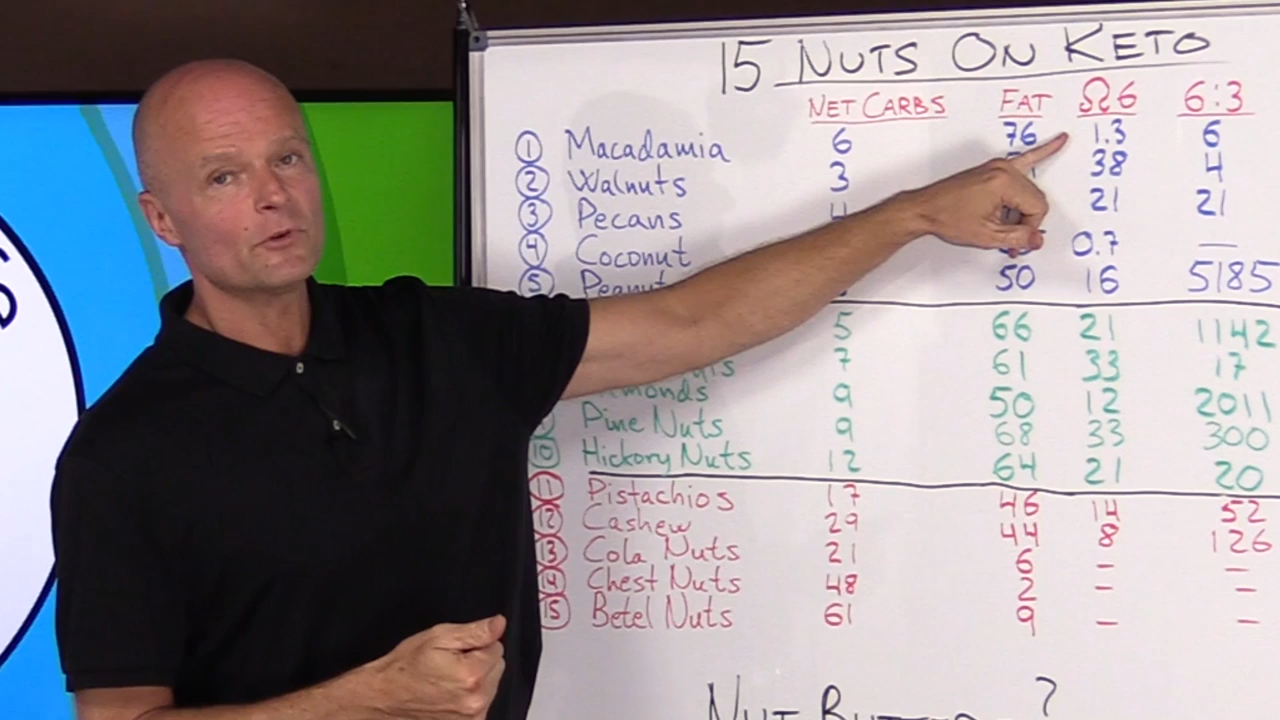 15 NUTS ON KETO
NET CARBS FAT Ω6 6:3
1 Macadamia 6 76 1.3 6
2 Walnuts 3 38 4
3 Pecans 21 21
4 Coconut 0.7 —
5 Peanut 50 16 5185
5 66 21 1142
7 61 33 17
Almonds 9 50 12 2011
Pine Nuts 9 68 33 300
10 Hickory Nuts 12 64 21 20
11 Pistachios 17 46 14 52
12 Cashew 29 44 8 126
13 Cola Nuts 21 6 – –
14 Chest Nuts 48 2 – –
15 Betel Nuts 61 9 – –
NUT ?